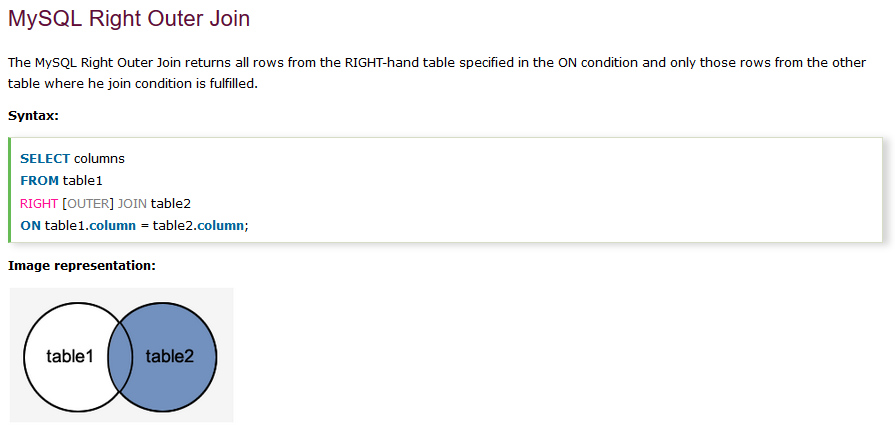 MySQL Right Outer Join
The MySQL Right Outer Join returns all rows from the RIGHT-hand table specified in the ON condition and only those rows from the other
table where he join condition is fulfilled.
Syntax:
SELECT columns
FROM table1
RIGHT [OUTER] JOIN table2
ON table1.column = table2.column;
Image representation:
table1 table2